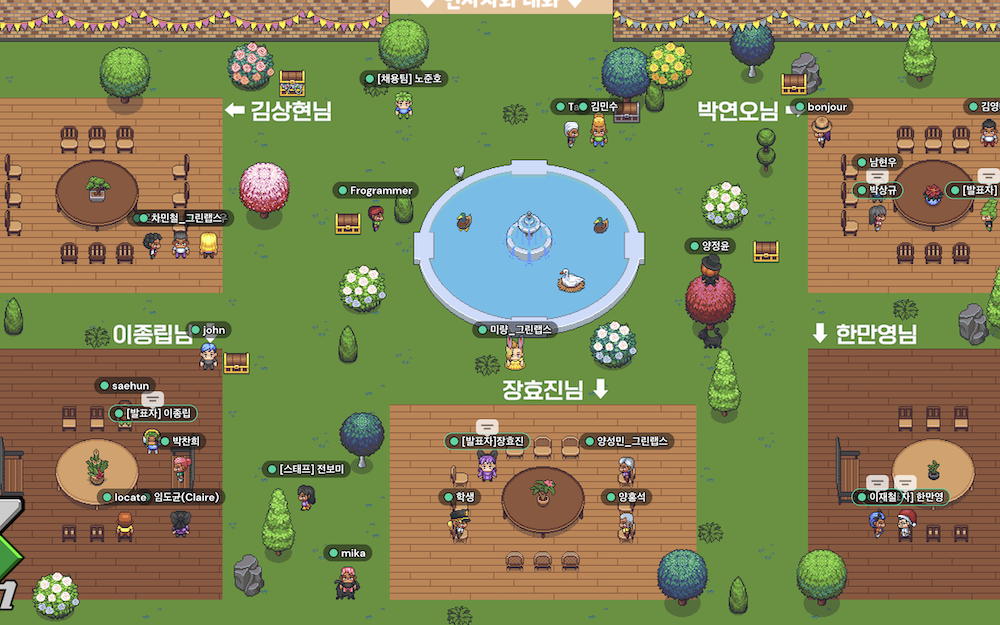 [채용팀] 노준호
← 김상현님
김민수
박연오님
bonjour
남현우
Frogrammer
박상규
[발표자]
차민철_그린랩스
양정윤
미량_그린랩스
이종립님
john
↓ 한만영님
saehun
장효진님 ↓
[발표자] 이종립
박찬희
[발표자]장효진
양성민_그린랩스
[스태프] 전보미
locate
임도균(Claire)
학생
양홍석
이재철
한만영
mika